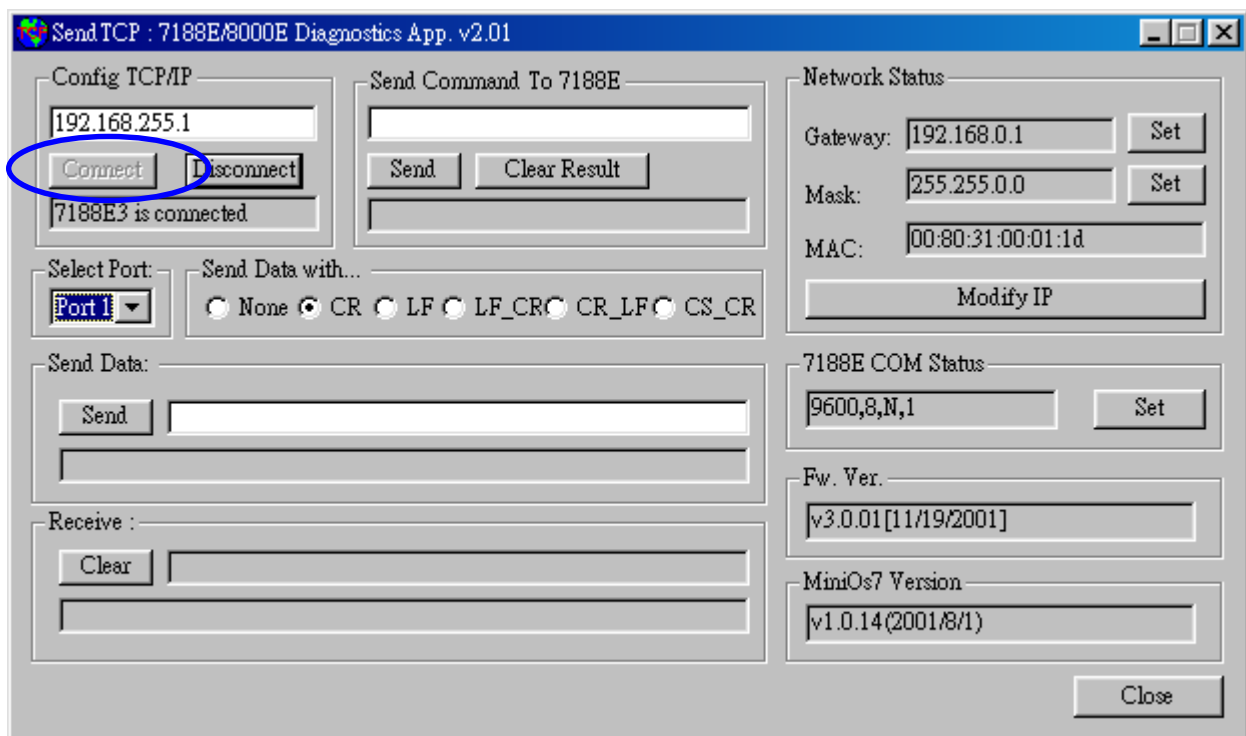 SendTCP : 7188E/8000E Diagnostics App. v2.01
Config TCP/IP
192.168.255.1
Connect Disconnect
7188E3 is connected
Send Command To 7188E
Send Clear Result
Network Status
Gateway: 192.168.0.1 Set
Mask: 255.255.0.0 Set
MAC: 00:80:31:00:01:1d
Modify IP
Select Port:
Port 1
Send Data with...
None CR LF LF_CR CR_LF CS_CR
Send Data:
Send
Receive :
Clear
7188E COM Status
9600,8,N,1 Set
Fw. Ver.
v3.0.01[11/19/2001]
MiniOs7 Version
v1.0.14(2001/8/1)
Close